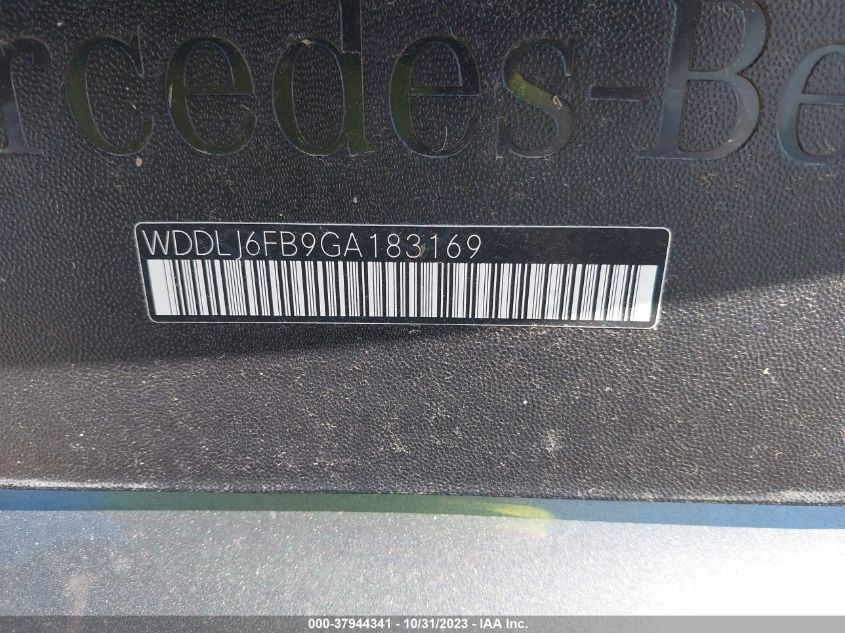 rcedes-Be
WDDLJ6FB9GA183169
000-37944341 - 10/31/2023 - © IAA Inc.